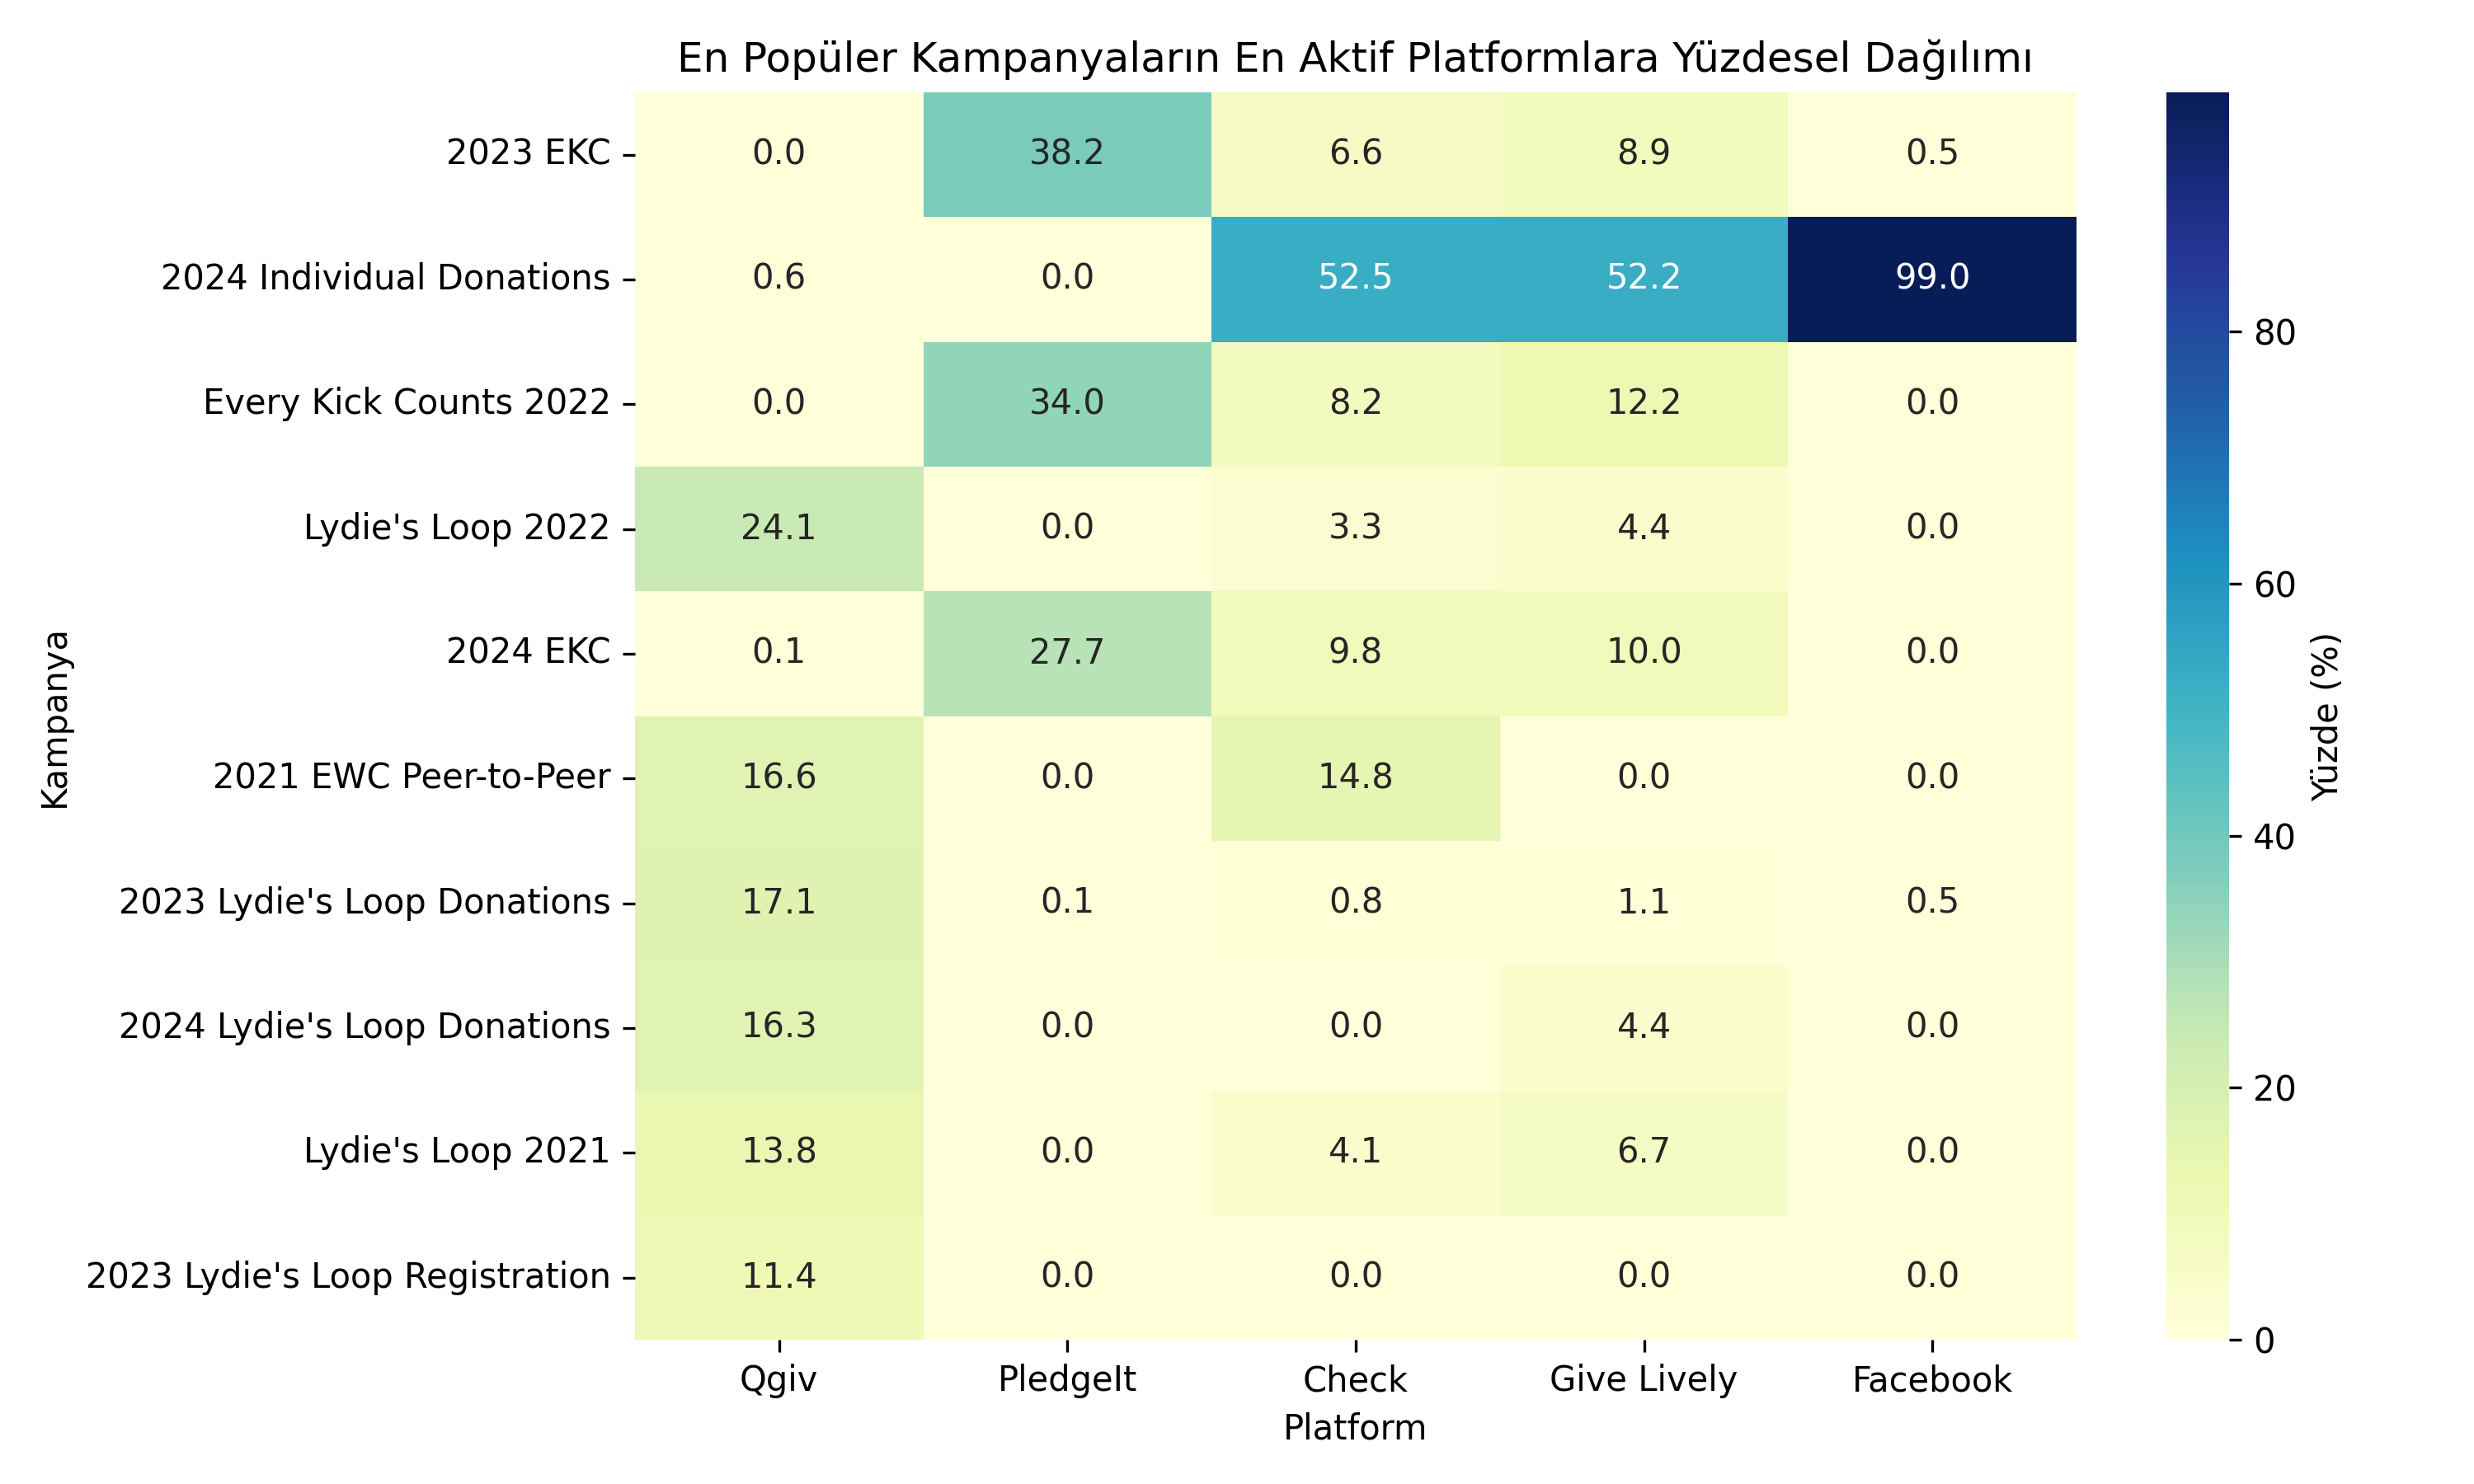 En Popüler Kampanyaların En Aktif Platformlara Yüzdesel Dağılımı
Kampanya
2023 EKC 0.0 38.2 6.6 8.9 0.5
2024 Individual Donations 0.6 0.0 52.5 52.2 99.0
Every Kick Counts 2022 0.0 34.0 8.2 12.2 0.0
Lydie's Loop 2022 24.1 0.0 3.3 4.4 0.0
2024 EKC 0.1 27.7 9.8 10.0 0.0
2021 EWC Peer-to-Peer 16.6 0.0 14.8 0.0 0.0
2023 Lydie's Loop Donations 17.1 0.1 0.8 1.1 0.5
2024 Lydie's Loop Donations 16.3 0.0 0.0 4.4 0.0
Lydie's Loop 2021 13.8 0.0 4.1 6.7 0.0
2023 Lydie's Loop Registration 11.4 0.0 0.0 0.0 0.0
Qgiv PledgeIt Check Give Lively Facebook
Platform
80
60
40
20
0
Yüzde (%)